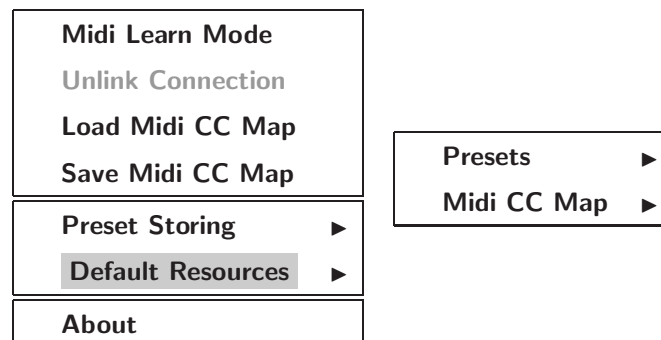 Midi Learn Mode
Unlink Connection
Load Midi CC Map
Save Midi CC Map
Preset Storing ►
Default Resources ►
About
Presets ►
Midi CC Map ►